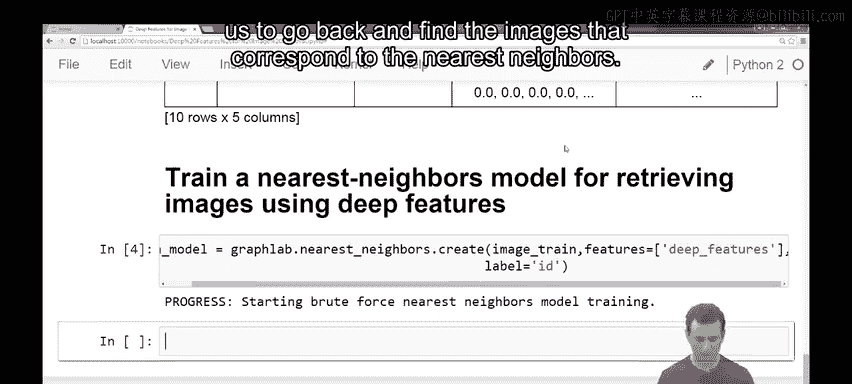 GPT中英字幕课程资源@bilibili
us to go back and find the images that
correspond to the nearest neighbors.
localhost:10000/notebooks/Deep%20Features%20
File Edit View
Python 2
0.0, 0.0, 0.0, 0.0, ...
...
[10 rows x 5 columns]
Train a nearest-neighbors model for retrieving
images using deep features
In [4]: _model = graphlab.nearest_neighbors.create(image_train,features=['deep_features'],
label='id')
PROGRESS: Starting brute force nearest neighbors model training.
In [ ]: